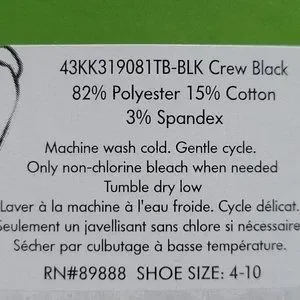 43KK319081TB-BLK Crew Black
82% Polyester 15% Cotton
3% Spandex
Machine wash cold. Gentle cycle.
Only non-chlorine bleach when needed
Tumble dry low
Laver à la machine à l'eau froide. Cycle délicat.
Seulement un javellisant sans chlore si nécessaire.
Sécher par culbutage à basse température.
RN#89888 SHOE SIZE: 4-10